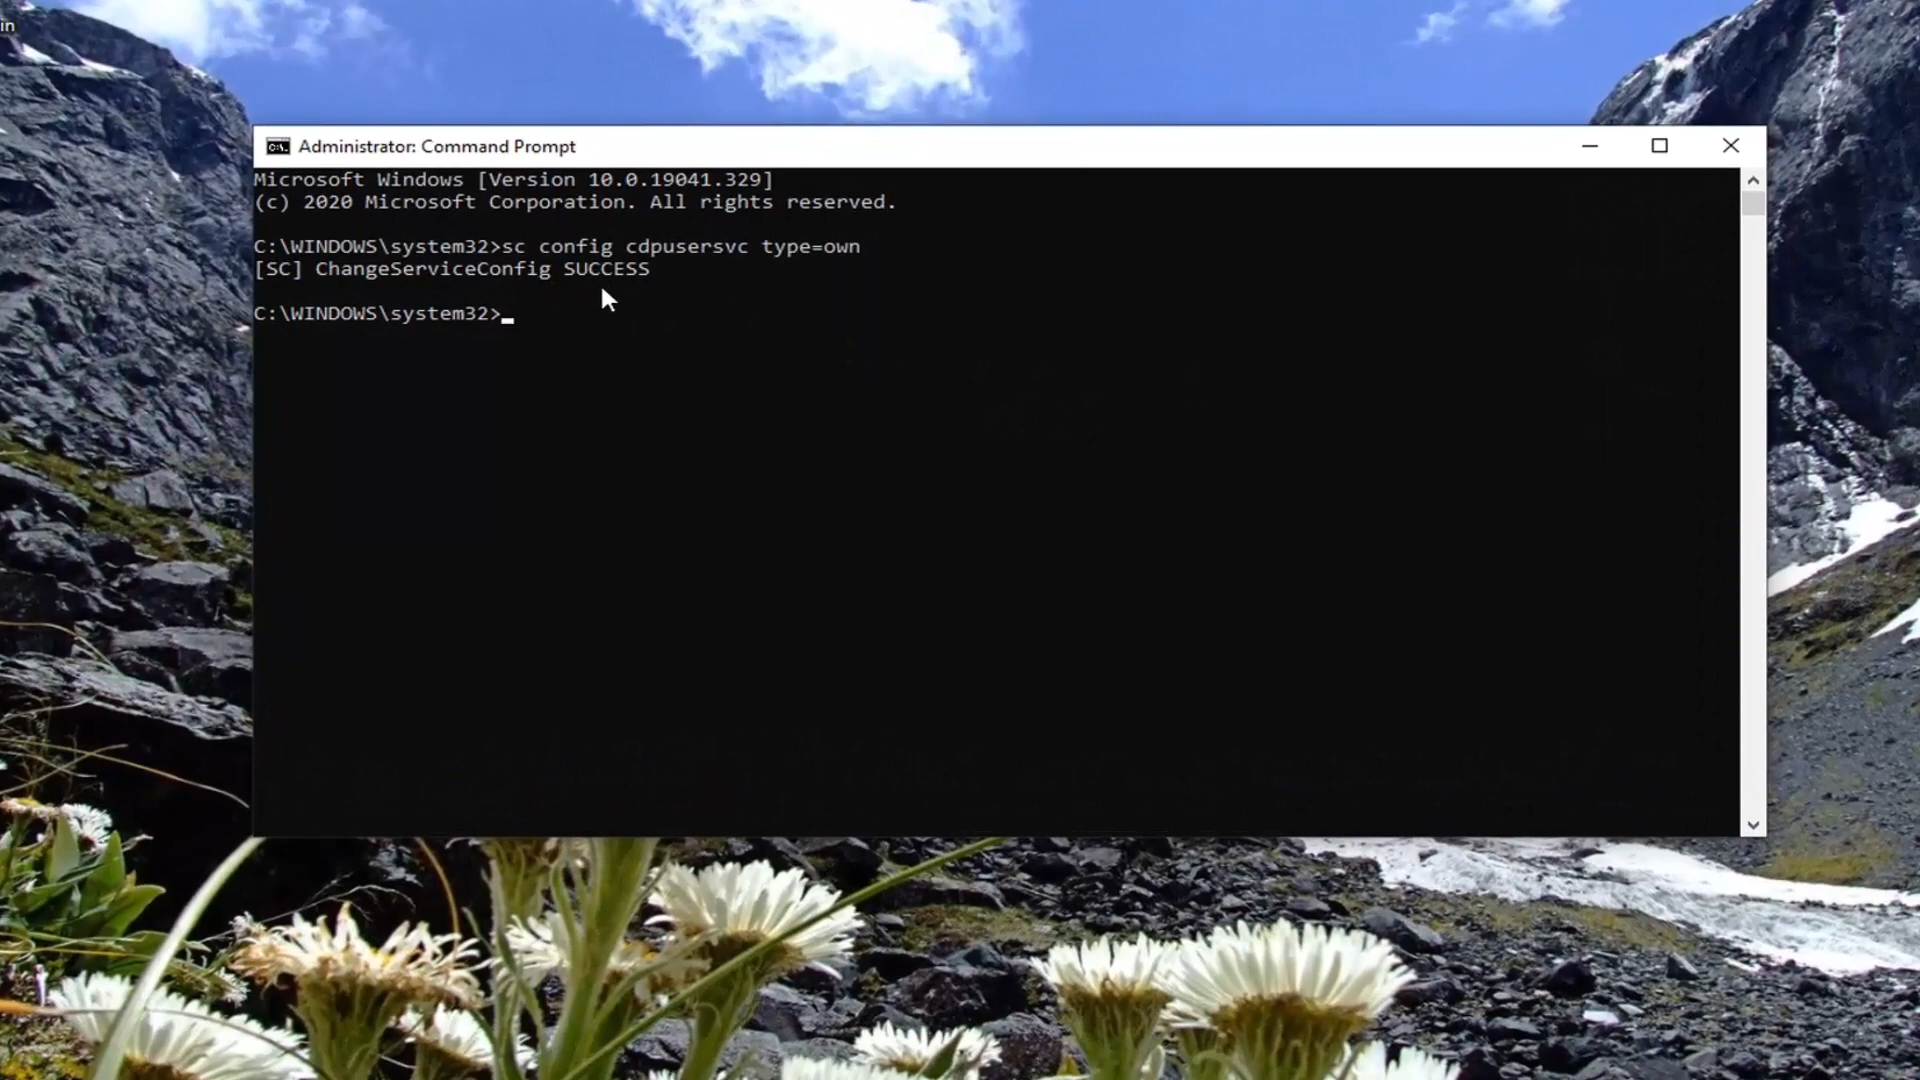 in
Administrator: Command Prompt
Microsoft Windows [Version 10.0.19041.329]
(c) 2020 Microsoft Corporation. All rights reserved.
C:\WINDOWS\system32>sc config cdpusersvc type=own
[SC] ChangeServiceConfig SUCCESS
C:\WINDOWS\system32>